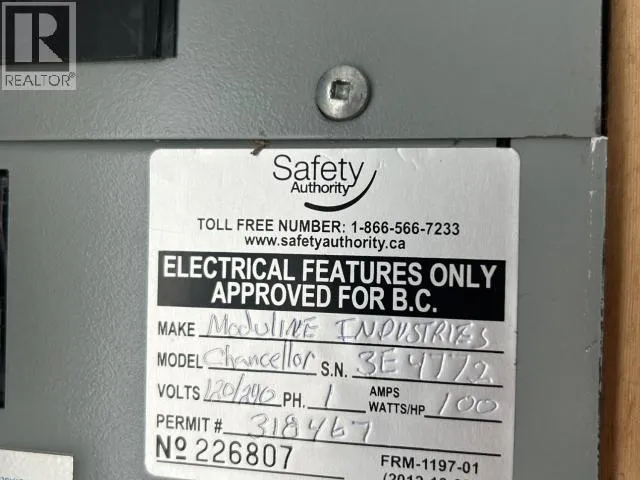 REALTOR®
Safety
Authority
TOLL FREE NUMBER: 1-866-566-7233
www.safetyauthority.ca
ELECTRICAL FEATURES ONLY
APPROVED FOR B.C.
MAKE Moduline INDUSTRIES
MODEL Chancellor S.N. 3E4772
VOLTS 120/240 PH. 1 AMPS WATTS/HP 100
PERMIT # 318467
No 226807
FRM-1197-01